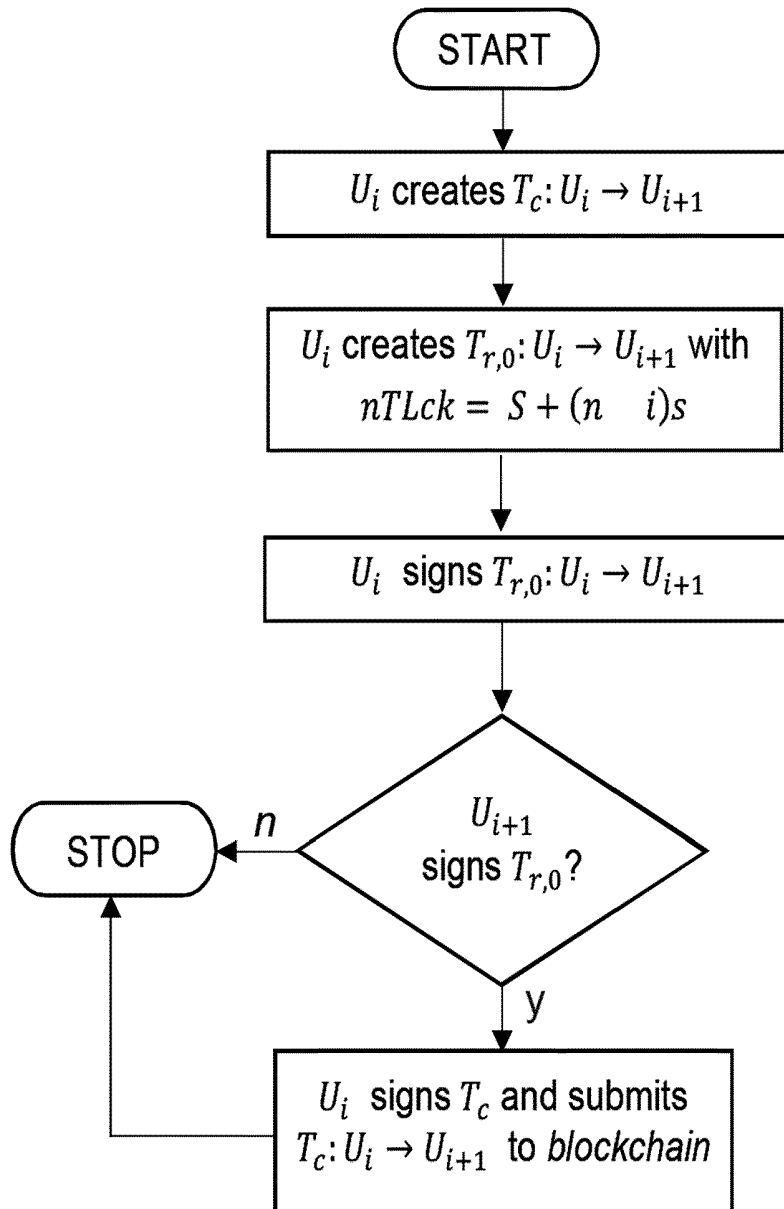 START
U_i creates T_c: U_i → U_{i+1}
U_i creates T_{r,0}: U_i → U_{i+1} with
nTLck = S + (n i)s
U_i signs T_{r,0}: U_i → U_{i+1}
U_{i+1}
signs T_{r,0}?
n
STOP
y
U_i signs T_c and submits
T_c: U_i → U_{i+1} to blockchain